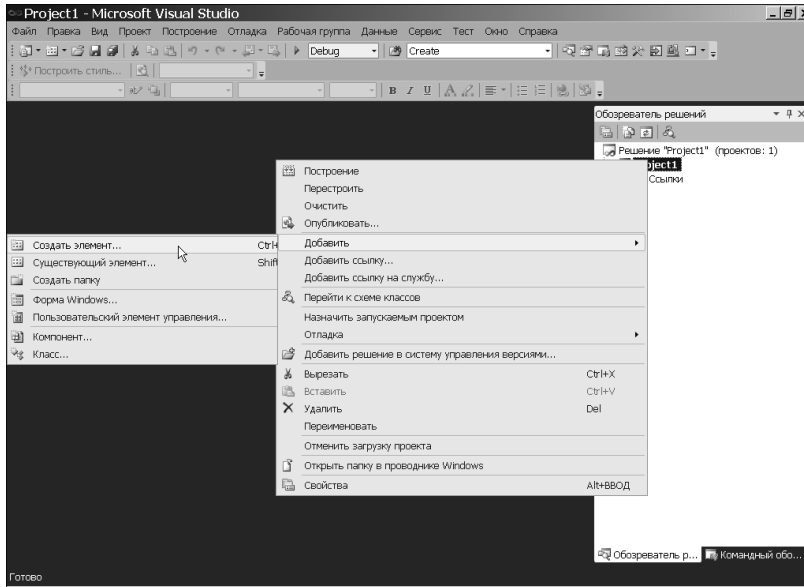 Project1 - Microsoft Visual Studio
Файл Правка Вид Проект Построение Отладка Рабочая группа Данные Сервис Тест Окно Справка
Debug Create
Построить стиль...
B I U A
Обозреватель решений
Решение "Project1" (проектов: 1)
Ссылки
Построение
Перестроить
Очистить
Опубликовать...
Добавить
Добавить ссылку...
Добавить ссылку на службу...
Перейти к схеме классов
Назначить запускаемым проектом
Отладка
Добавить решение в систему управления версиями...
Вырезать Ctrl+X
Вставить Ctrl+V
Удалить Del
Переименовать
Отменить загрузку проекта
Открыть папку в проводнике Windows
Свойства Alt+ВВОД
Создать элемент...
Существующий элемент...
Создать папку
Форма Windows...
Пользовательский элемент управления...
Компонент...
Класс...
Обозреватель р... Командный обо...
Готово